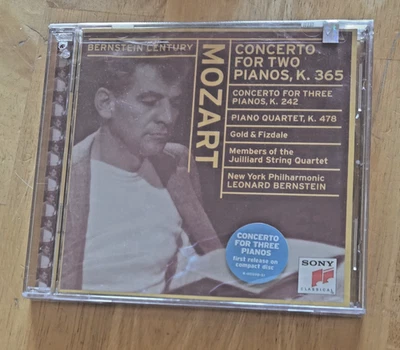 BERNSTEIN CENTURY
MOZART
CONCERTO
FOR TWO
PIANOS, K. 365
CONCERTO FOR THREE
PIANOS, K. 242
PIANO QUARTET, K. 478
Gold & Fizdale
Members of the
Juilliard String Quartet
New York Philharmonic
LEONARD BERNSTEIN
CONCERTO
FOR THREE
PIANOS
first release on
compact disc
SONY
CLASSICAL